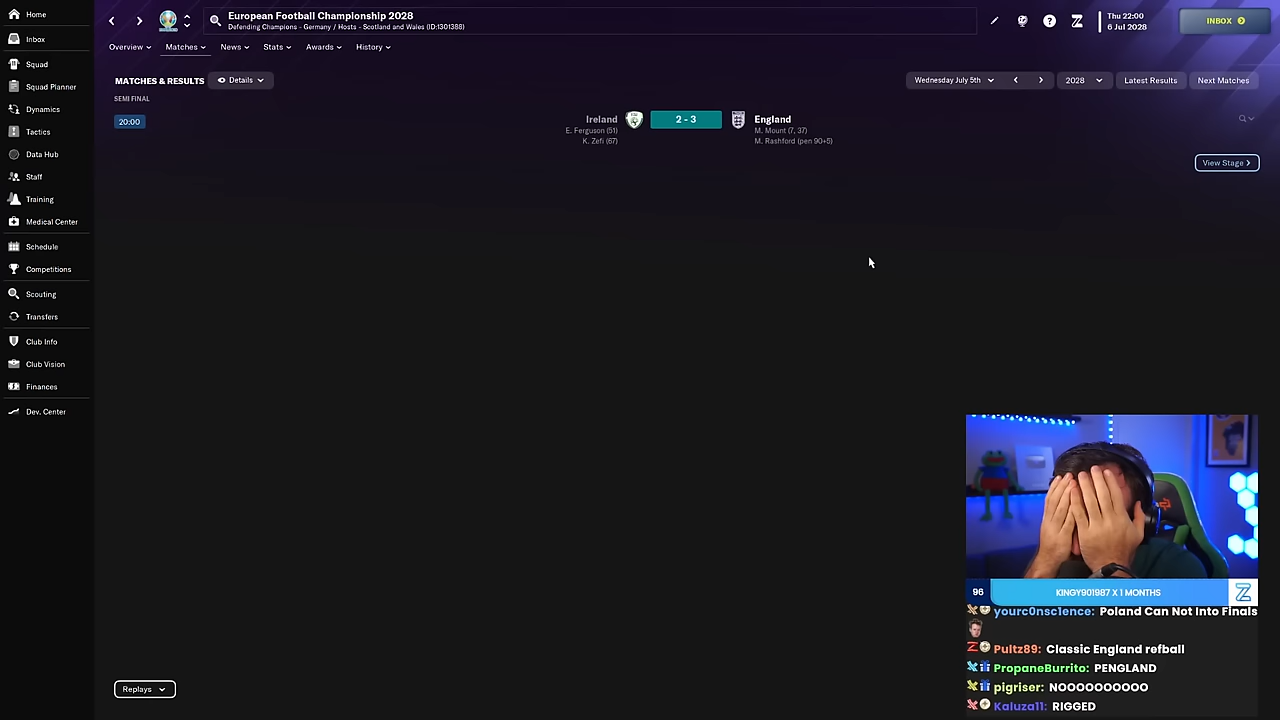 Home
European Football Championship 2028
Defending Champions - Germany / Hosts - Scotland and Wales (ID:1301388)
Z
Thu 22:00
6 Jul 2028
INBOX
Inbox
Overview
Matches
News
Stats
Awards
History
Squad
Squad Planner
Dynamics
Tactics
Data Hub
Staff
Training
Medical Center
Schedule
Competitions
Scouting
Transfers
Club Info
Club Vision
Finances
Dev. Center
MATCHES & RESULTS
Details
Wednesday July 5th
2028
Latest Results
Next Matches
SEMI FINAL
20:00
Ireland
2 - 3
England
E. Ferguson (51)
K. Zefi (67)
M. Mount (7, 37)
M. Rashford (pen 90+5)
View Stage
Replays
96
KINGY901987 X 1 MONTHS
Z
yourc0nsc1ence: Poland Can Not Into Finals
Pultz89: Classic England refball
PropaneBurrito: PENGLAND
pigriser: NOOOOOOOOOO
Kaluza11: RIGGED